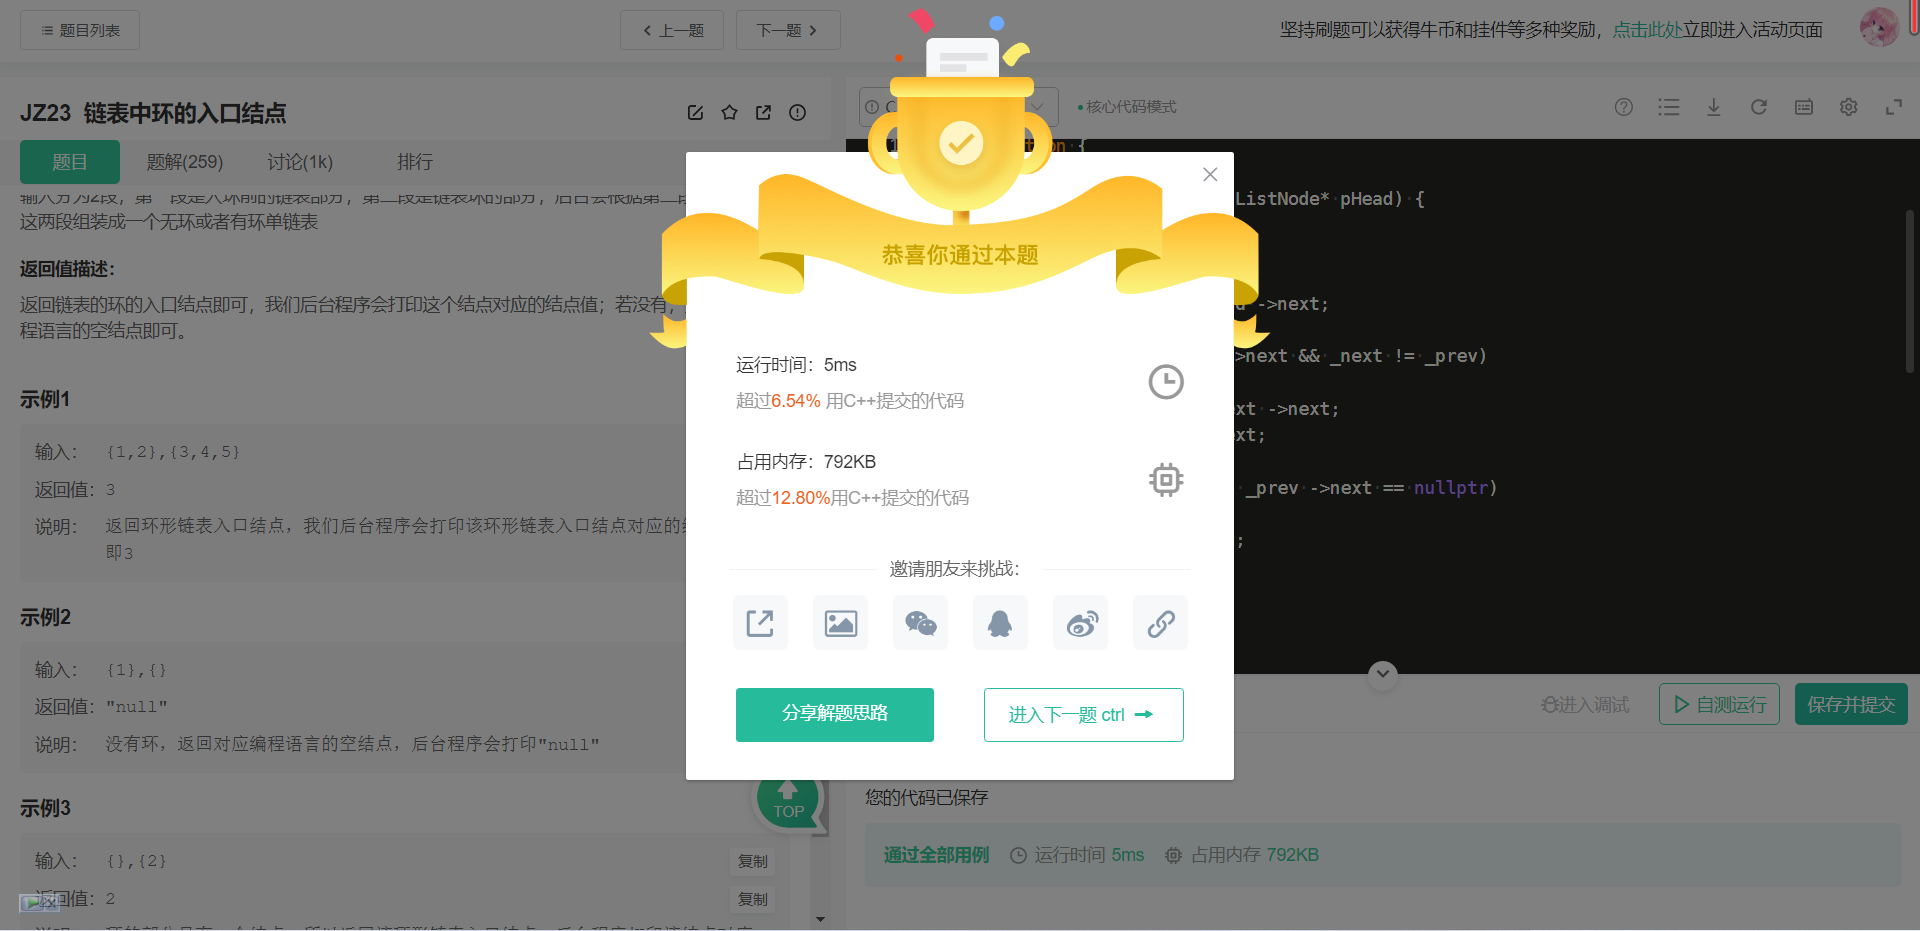 题目列表
上一题
下一题
坚持刷题可以获得牛币和挂件等多种奖励，点击此处立即进入活动页面
JZ23 链表中环的入口结点
题目
题解(259)
讨论(1k)
排行
这两段组装成一个无环或者有环单链表
返回值描述：
返回链表的环的入口结点即可，我们后台程序会打印这个结点对应的结点值；若没有，
程语言的空结点即可。
示例1
输入： {1,2},{3,4,5}
返回值：3
说明： 返回环形链表入口结点，我们后台程序会打印该环形链表入口结点对应的
即3
示例2
输入： {1},{}
返回值："null"
说明： 没有环，返回对应编程语言的空结点，后台程序会打印"null"
示例3
输入： {},{2}
复制
返回值：2
复制
TOP
核心代码模式
ListNode* pHead) {
->next;
>next && _next != _prev)
xt ->next;
xt;
_prev ->next == nullptr)
;
恭喜你通过本题
运行时间：5ms
超过6.54% 用C++提交的代码
占用内存：792KB
超过12.80%用C++提交的代码
邀请朋友来挑战：
分享解题思路
进入下一题 ctrl
进入调试
自测运行
保存并提交
您的代码已保存
通过全部用例
运行时间 5ms
占用内存 792KB